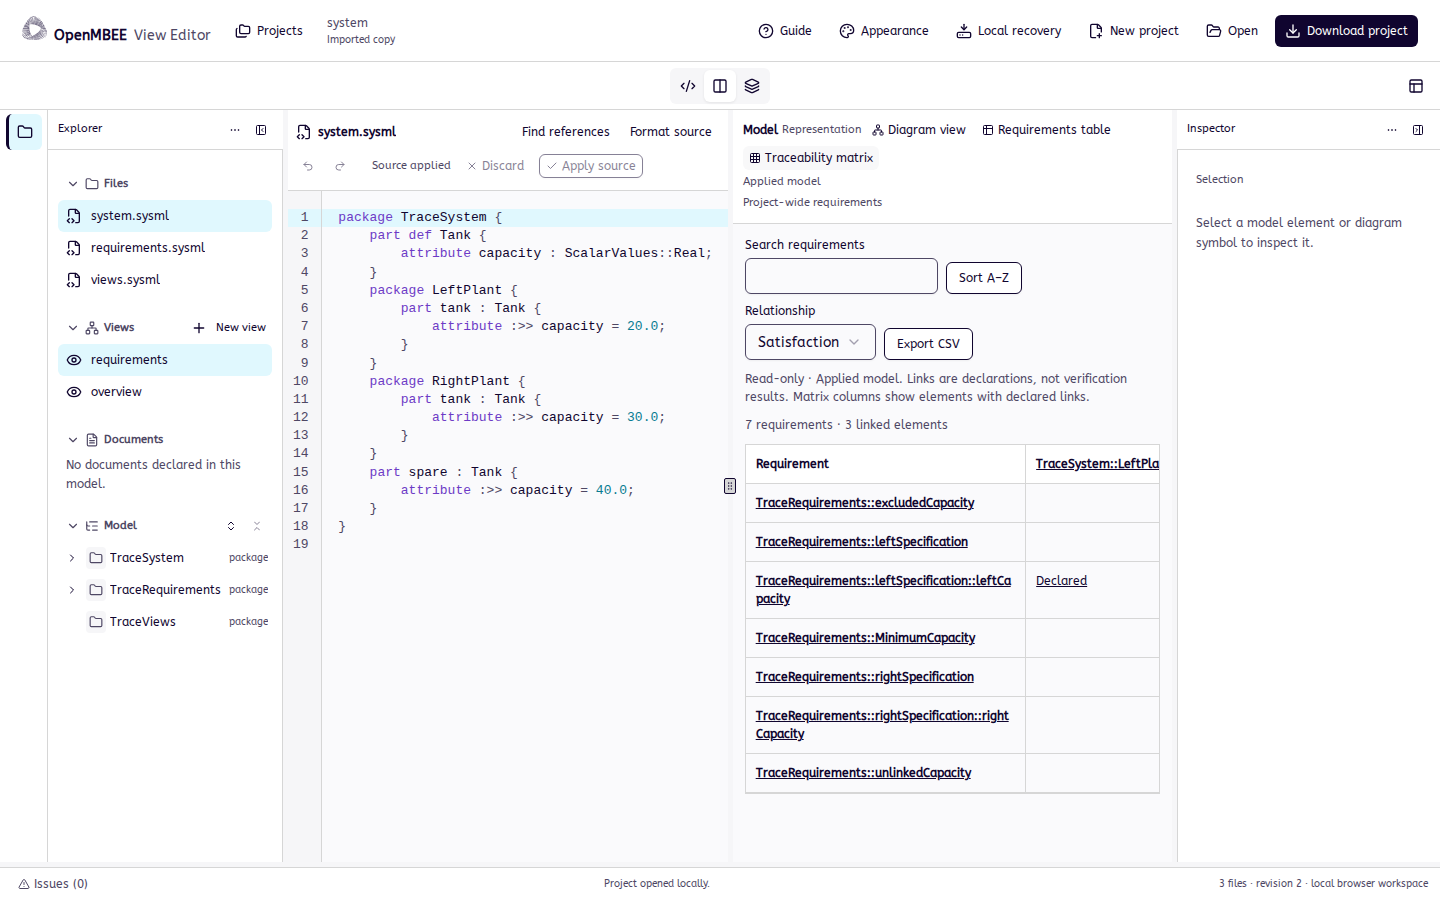 OpenMBEE View Editor
Projects
system
Imported copy
Guide
Appearance
Local recovery
New project
Open
Download project
Explorer
Files
system.sysml
requirements.sysml
views.sysml
Views
New view
requirements
overview
Documents
No documents declared in this
model.
Model
TraceSystem package
TraceRequirements package
TraceViews package
system.sysml
Find references
Format source
Source applied
Discard
Apply source
1 package TraceSystem {
2 part def Tank {
3 attribute capacity : ScalarValues::Real;
4 }
5 package LeftPlant {
6 part tank : Tank {
7 attribute :>> capacity = 20.0;
8 }
9 }
10 package RightPlant {
11 part tank : Tank {
12 attribute :>> capacity = 30.0;
13 }
14 }
15 part spare : Tank {
16 attribute :>> capacity = 40.0;
17 }
18 }
19
Model Representation Diagram view Requirements table
Traceability matrix
Applied model
Project-wide requirements
Search requirements
Sort A–Z
Relationship
Satisfaction
Export CSV
Read-only · Applied model. Links are declarations, not verification
results. Matrix columns show elements with declared links.
7 requirements · 3 linked elements
Requirement TraceSystem::LeftPla
TraceRequirements::excludedCapacity
TraceRequirements::leftSpecification
TraceRequirements::leftSpecification::leftCa
pacity
Declared
TraceRequirements::MinimumCapacity
TraceRequirements::rightSpecification
TraceRequirements::rightSpecification::right
Capacity
TraceRequirements::unlinkedCapacity
Inspector
Selection
Select a model element or diagram
symbol to inspect it.
Issues (0)
Project opened locally.
3 files · revision 2 · local browser workspace